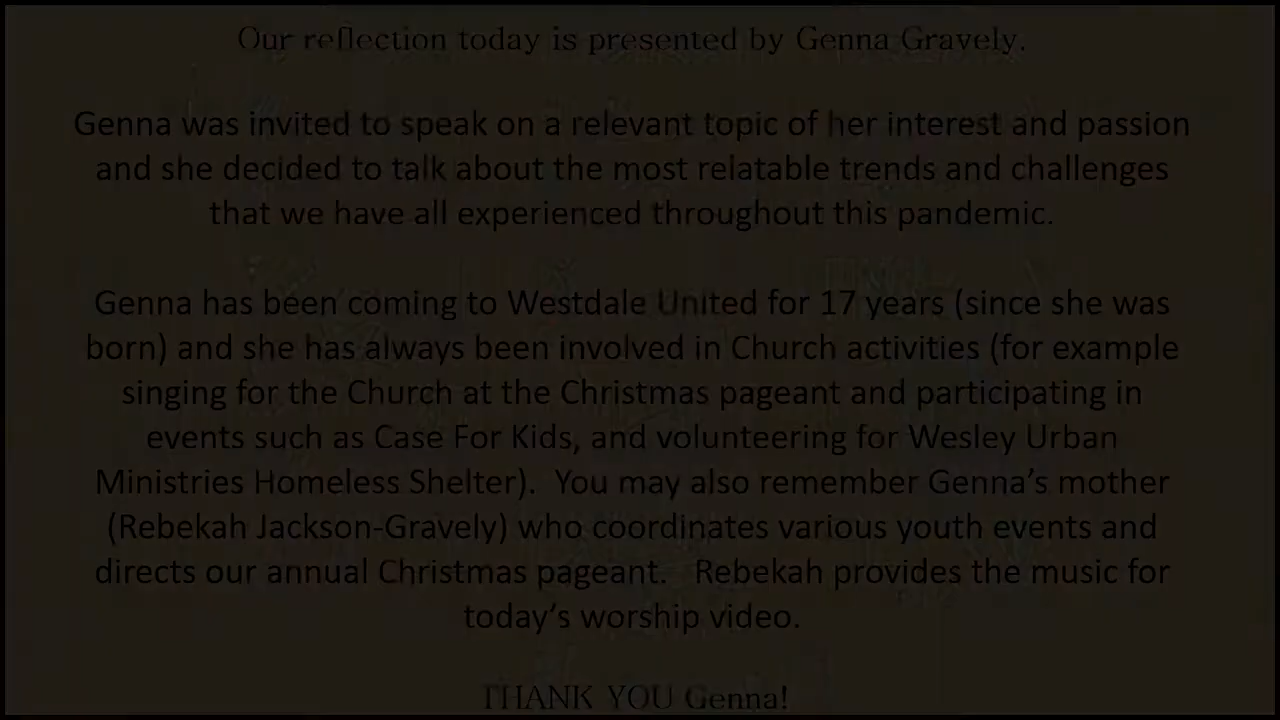 Our reflection today is presented by Genna Gravely.
Genna was invited to speak on a relevant topic of her interest and passion
and she decided to talk about the most relatable trends and challenges
that we have all experienced throughout this pandemic.
Genna has been coming to Westdale United for 17 years (since she was
born) and she has always been involved in Church activities (for example
singing for the Church at the Christmas pageant and participating in
events such as Case For Kids, and volunteering for Wesley Urban
Ministries Homeless Shelter).  You may also remember Genna’s mother
(Rebekah Jackson-Gravely) who coordinates various youth events and
directs our annual Christmas pageant.   Rebekah provides the music for
today’s worship video.
THANK YOU Genna!